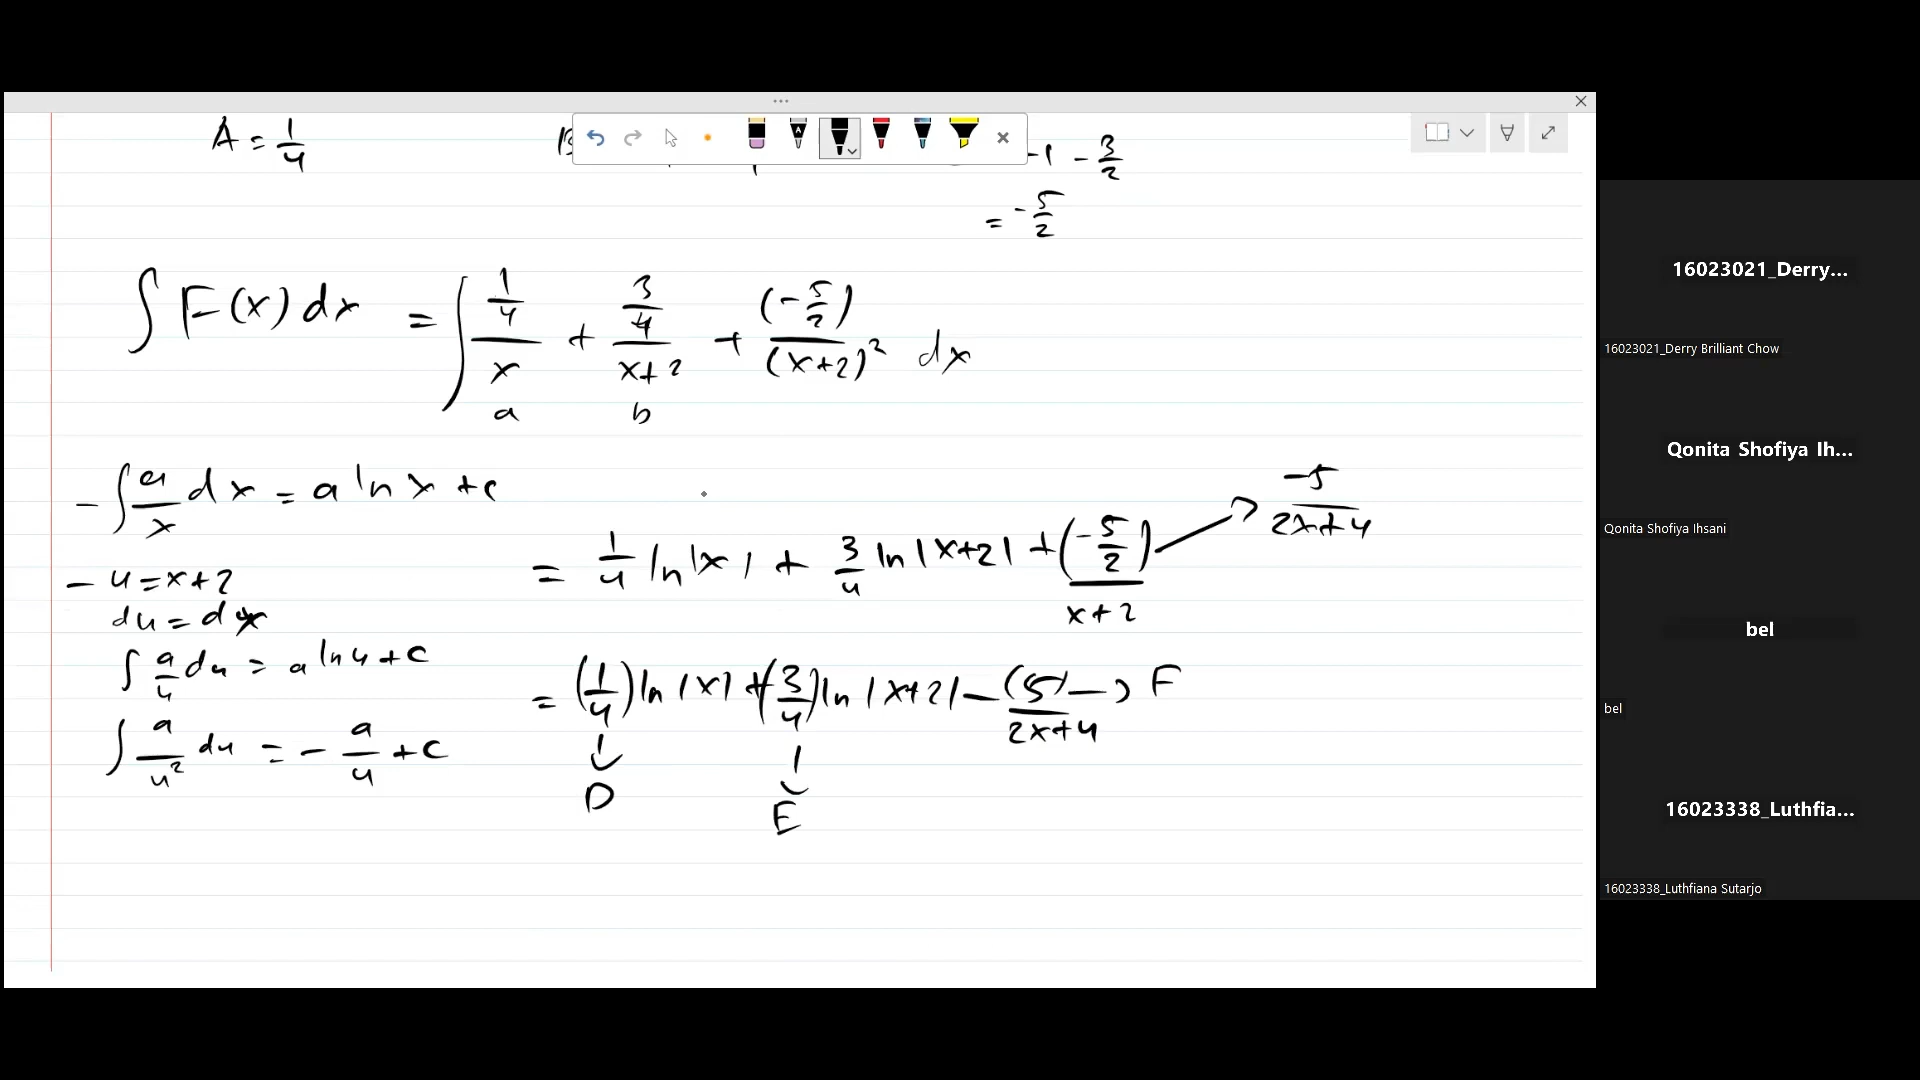 A = 1/4
-1 - 3/2
= -5/2
∫ F(x) dx = ∫ (1/4)/x + (3/4)/(x+2) + (-5/2)/(x+2)² dx
a b
- ∫ a/x dx = a ln x + c
= 1/4 ln |x| + 3/4 ln |x+2| + (-5/2)/(x+2) → -5/(2x+4)
- u = x+2
du = dx
∫ a/u du = a ln u + c
= (1/4) ln |x| + (3/4) ln |x+2| - (5)/(2x+4) → F
∫ a/u² du = - a/u + c
D
E
16023021_Derry...
16023021_Derry Brilliant Chow
Qonita Shofiya Ih...
Qonita Shofiya Ihsani
bel
bel
16023338_Luthfia...
16023338_Luthfiana Sutarjo